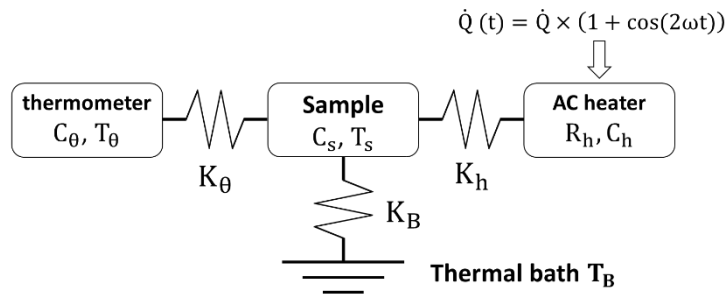 Q̇ (t) = Q̇ × (1 + cos(2ωt))
thermometer
C_θ, T_θ
Sample
C_s, T_s
AC heater
R_h, C_h
K_θ
K_h
K_B
Thermal bath T_B